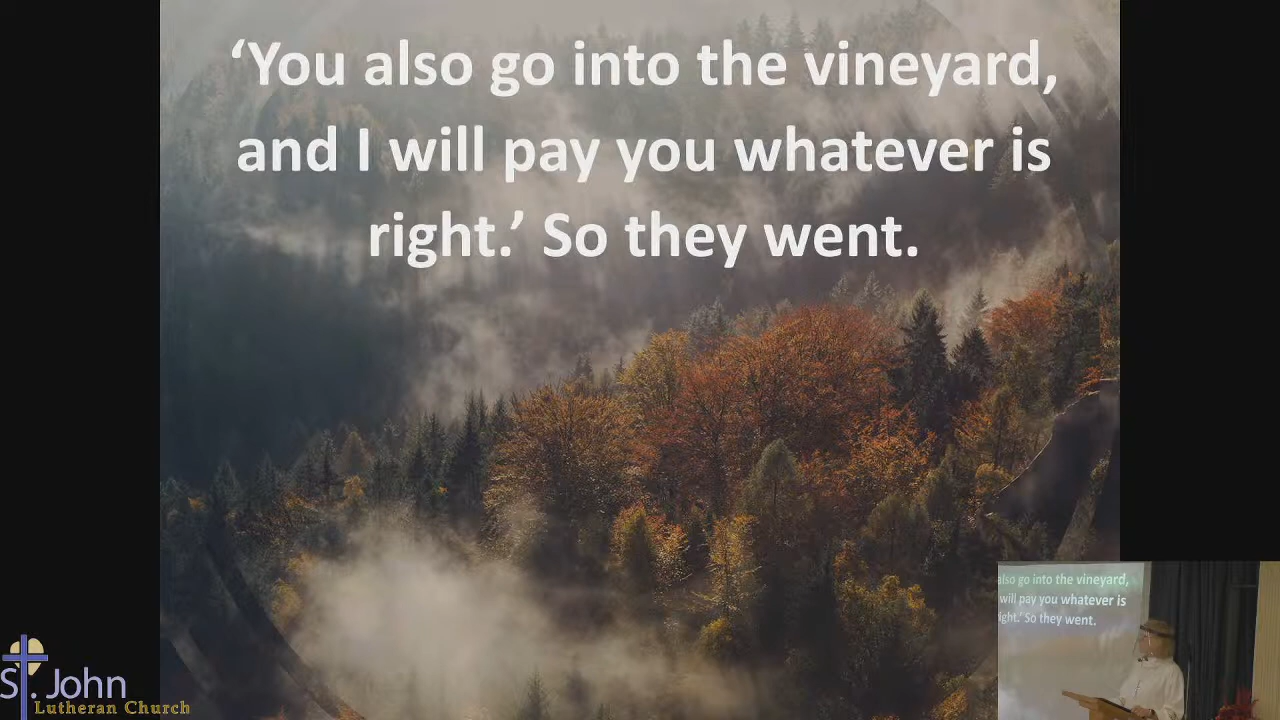 ‘You also go into the vineyard,
and I will pay you whatever is
right.’ So they went.
also go into the vineyard,
will pay you whatever is
ight.’ So they went.
St. John
Lutheran Church